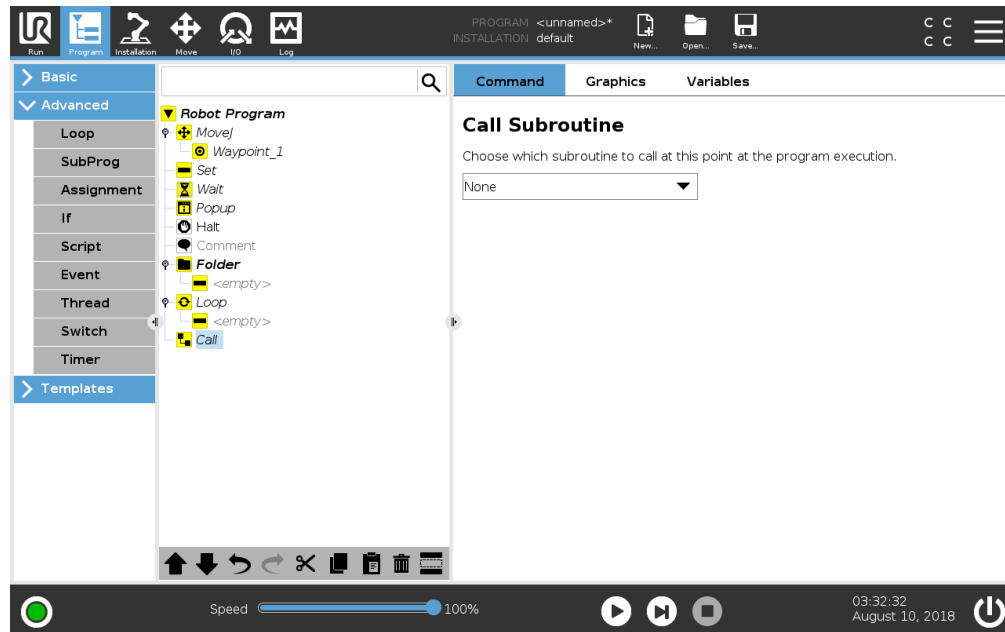 PROGRAM <unnamed>*
INSTALLATION default
C C
C C
UR
Run
Program
Installation
Move
I/O
Log
New...
Open...
Save...
Basic
Advanced
Loop
SubProg
Assignment
If
Script
Event
Thread
Switch
Timer
Templates
Robot Program
MoveJ
Waypoint_1
Set
Wait
Popup
Halt
Comment
Folder
<empty>
Loop
<empty>
Call
Command
Graphics
Variables
Call Subroutine
Choose which subroutine to call at this point at the program execution.
None
Speed
100%
03:32:32
August 10, 2018